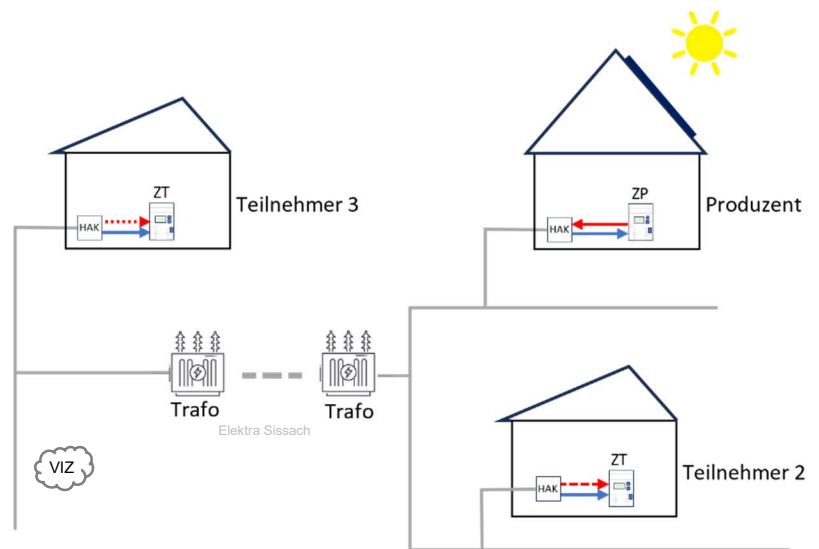 ZT
Teilnehmer 3
HAK
ZP
Produzent
HAK
Trafo
Trafo
Elektra Sissach
VIZ
ZT
Teilnehmer 2
HAK